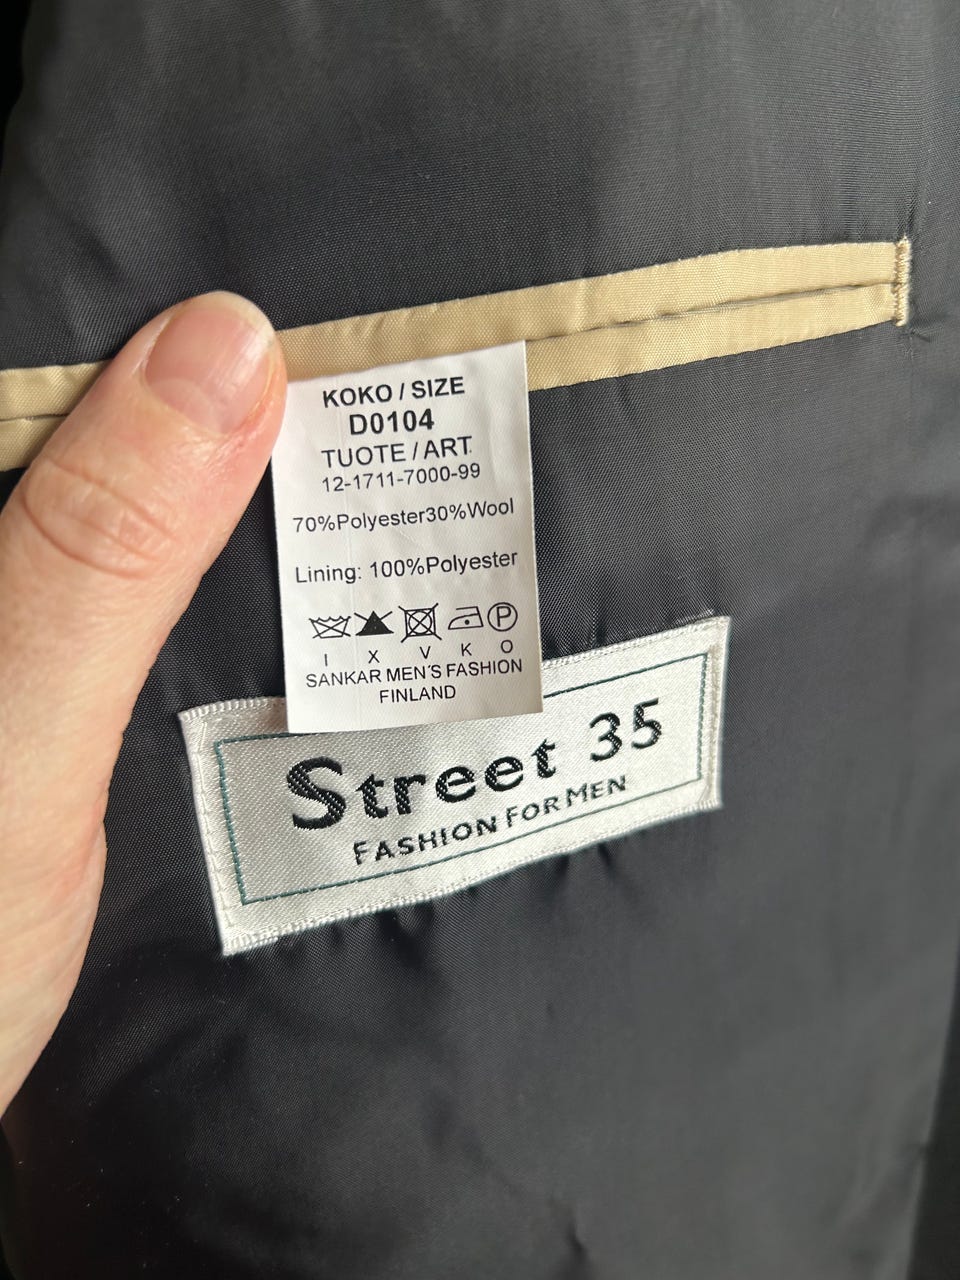 KOKO / SIZE
D0104
TUOTE / ART.
12-1711-7000-99
70%Polyester30%Wool
Lining: 100%Polyester
P
I X V K O
SANKAR MEN´S FASHION
FINLAND
Street 35
FASHION FOR MEN